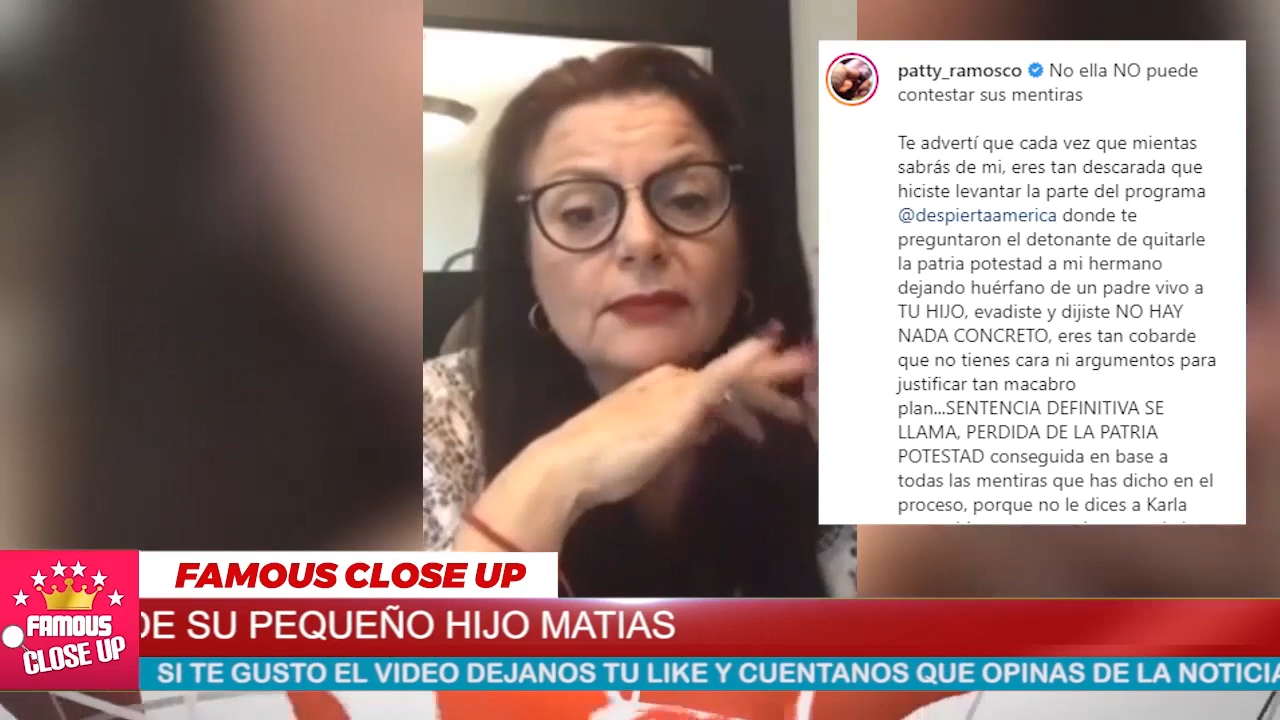 patty_ramosco No ella NO puede
contestar sus mentiras
Te advertí que cada vez que mientas
sabrás de mi, eres tan descarada que
hiciste levantar la parte del programa
@despiertaamerica donde te
preguntaron el detonante de quitarle
la patria potestad a mi hermano
dejando huérfano de un padre vivo a
TU HIJO, evadiste y dijiste NO HAY
NADA CONCRETO, eres tan cobarde
que no tienes cara ni argumentos para
justificar tan macabro
plan...SENTENCIA DEFINITIVA SE
LLAMA, PERDIDA DE LA PATRIA
POTESTAD conseguida en base a
todas las mentiras que has dicho en el
proceso, porque no le dices a Karla
FAMOUS CLOSE UP
FAMOUS
CLOSE UP
DE SU PEQUEÑO HIJO MATIAS
SI TE GUSTO EL VIDEO DEJANOS TU LIKE Y CUENTANOS QUE OPINAS DE LA NOTICIA